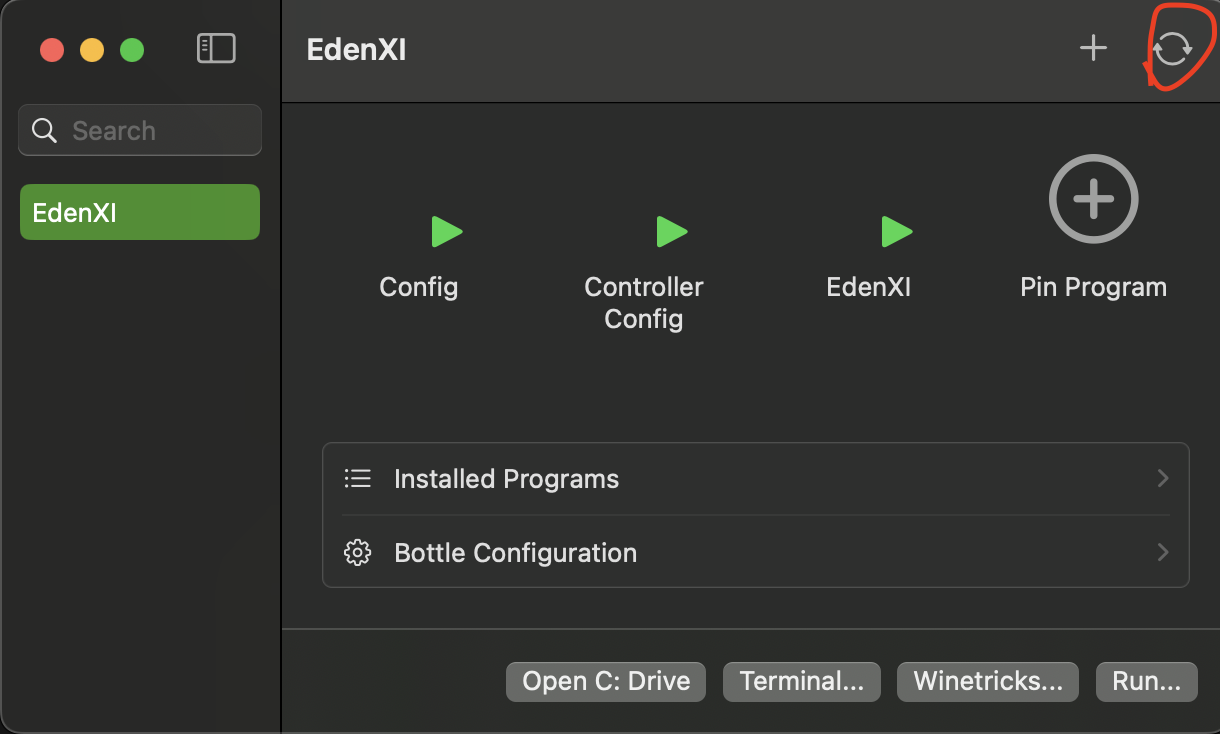 EdenXI
Search
EdenXI
Config
Controller
Config
EdenXI
Pin Program
Installed Programs
Bottle Configuration
Open C: Drive
Terminal...
Winetricks...
Run...